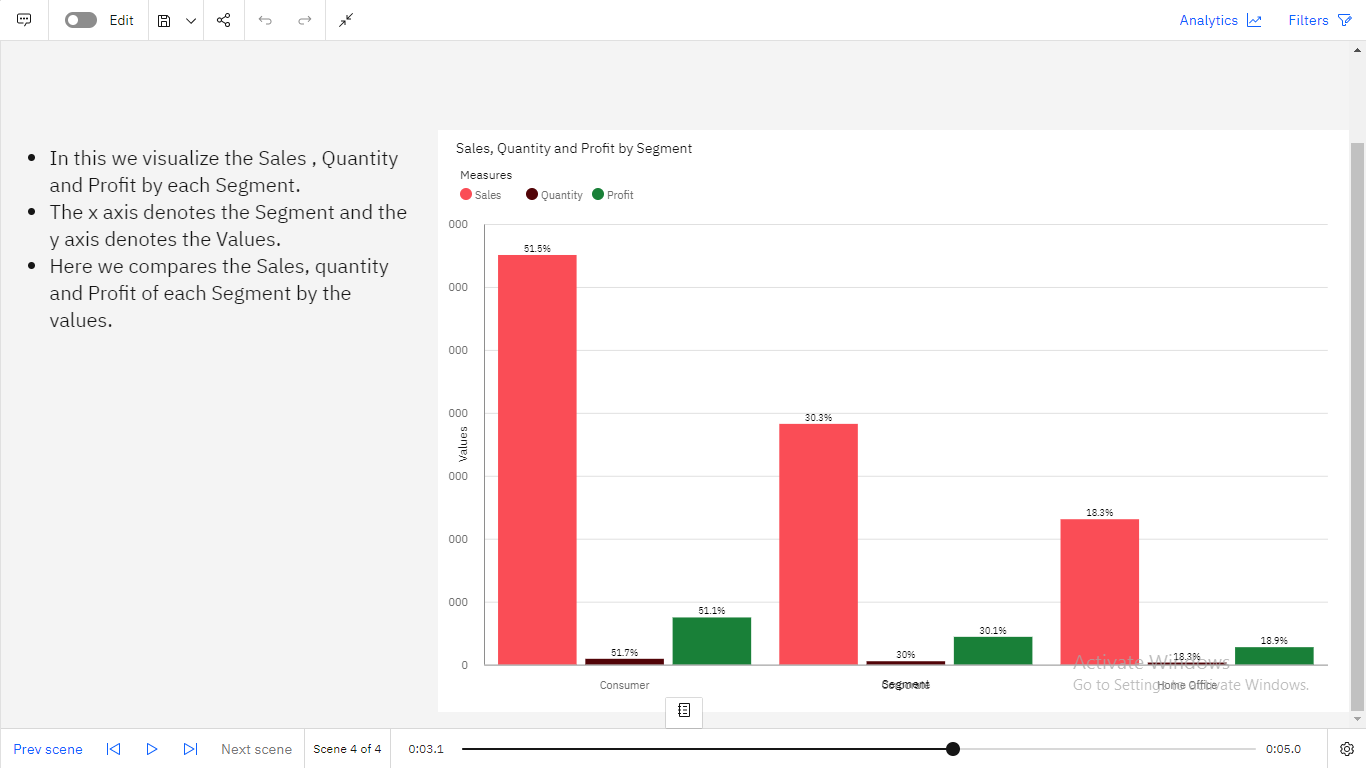 Edit
Analytics
Filters
• In this we visualize the Sales , Quantity
and Profit by each Segment.
• The x axis denotes the Segment and the
y axis denotes the Values.
• Here we compares the Sales, quantity
and Profit of each Segment by the
values.
Sales, Quantity and Profit by Segment
Measures
Sales Quantity Profit
000
51.5%
000
000
000
30.3%
Values
000
18.3%
000
000
51.1%
30.1%
18.9%
51.7%
30%
18.3%
0
Consumer
Segment
Home Office
Activate Windows
Go to Settings to activate Windows.
Prev scene
Next scene
Scene 4 of 4
0:03.1
0:05.0